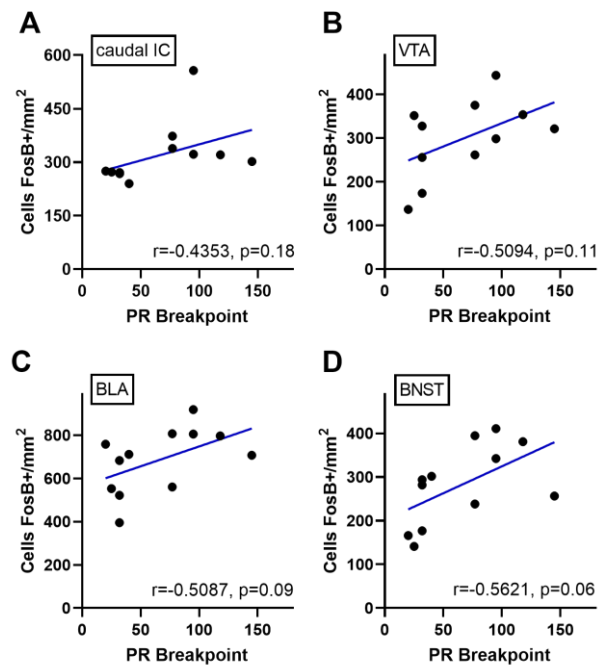 A
caudal IC
Cells FosB+/mm²
600
450
300
150
0
0 50 100 150
PR Breakpoint
r=-0.4353, p=0.18
B
VTA
Cells FosB+/mm²
400
300
200
100
0
0 50 100 150
PR Breakpoint
r=-0.5094, p=0.11
C
BLA
Cells FosB+/mm²
800
600
400
200
0
0 50 100 150
PR Breakpoint
r=-0.5087, p=0.09
D
BNST
Cells FosB+/mm²
400
300
200
100
0
0 50 100 150
PR Breakpoint
r=-0.5621, p=0.06